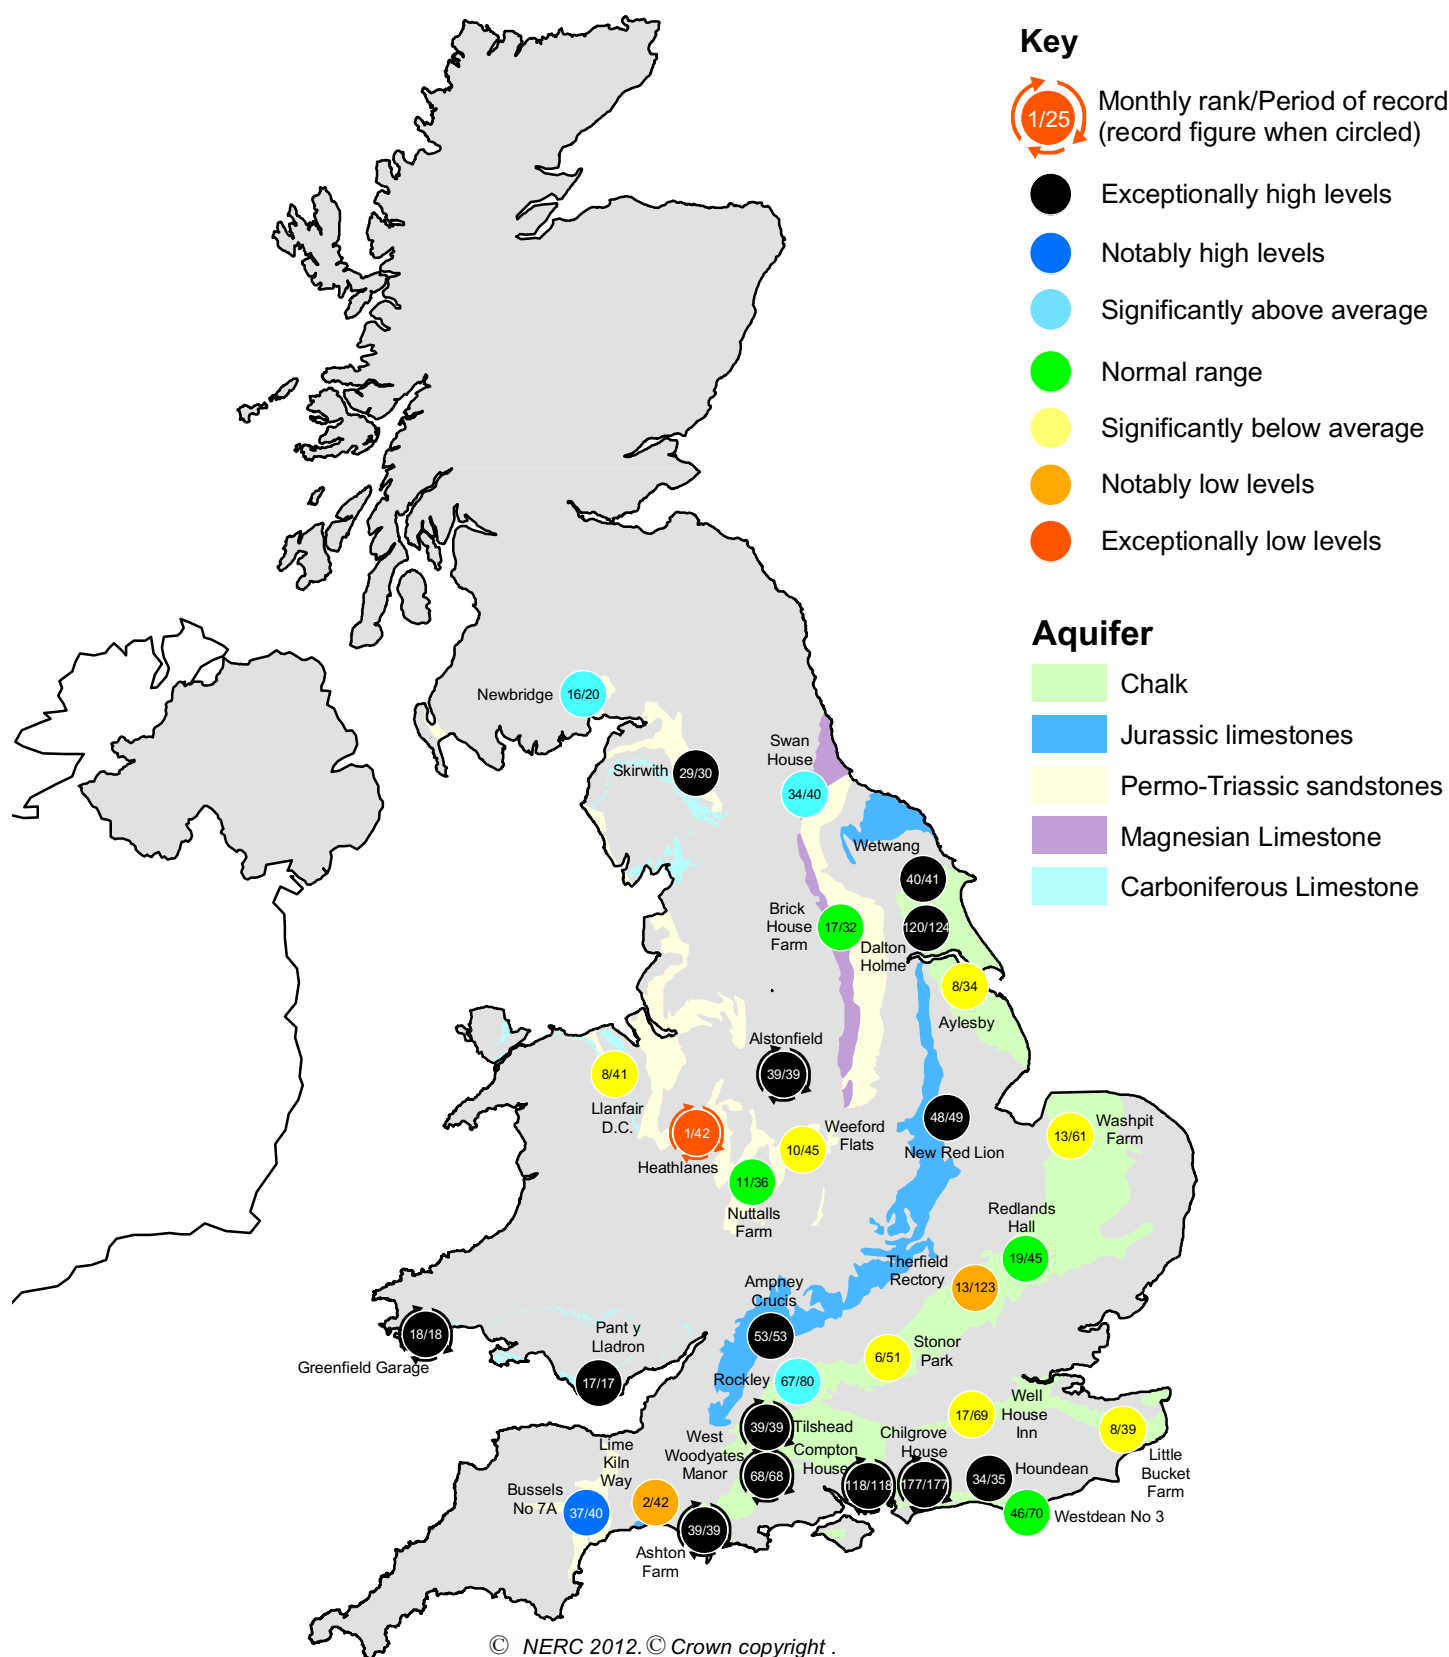 Key
1/25
Monthly rank/Period of record
(record figure when circled)
Exceptionally high levels
Notably high levels
Significantly above average
Normal range
Significantly below average
Notably low levels
Exceptionally low levels
Aquifer
Chalk
Jurassic limestones
Permo-Triassic sandstones
Magnesian Limestone
Carboniferous Limestone
Newbridge
16/20
Skirwith
29/30
Swan
House
34/40
Wetwang
40/41
Brick
House
Farm
17/32
Dalton
Holme
120/124
8/34
Aylesby
Alstonfield
39/39
8/41
Llanfair
D.C.
1/42
Heathlanes
Weeford
Flats
10/45
48/49
New Red Lion
13/61
Washpit
Farm
11/36
Nuttalls
Farm
Redlands
Hall
19/45
Therfield
Rectory
13/123
Ampney
Crucis
53/53
18/18
Greenfield Garage
Pant y
Lladron
17/17
Stonor
Park
6/51
Rockley
67/80
Well
House
Inn
17/69
8/39
Little
Bucket
Farm
39/39
Tilshead
West
Woodyates
Manor
68/68
Compton
House
118/118
Chilgrove
House
177/177
Houndean
34/35
46/70
Westdean No 3
Lime
Kiln
Way
2/42
Bussels
No 7A
37/40
39/39
Ashton
Farm
© NERC 2012. © Crown copyright .